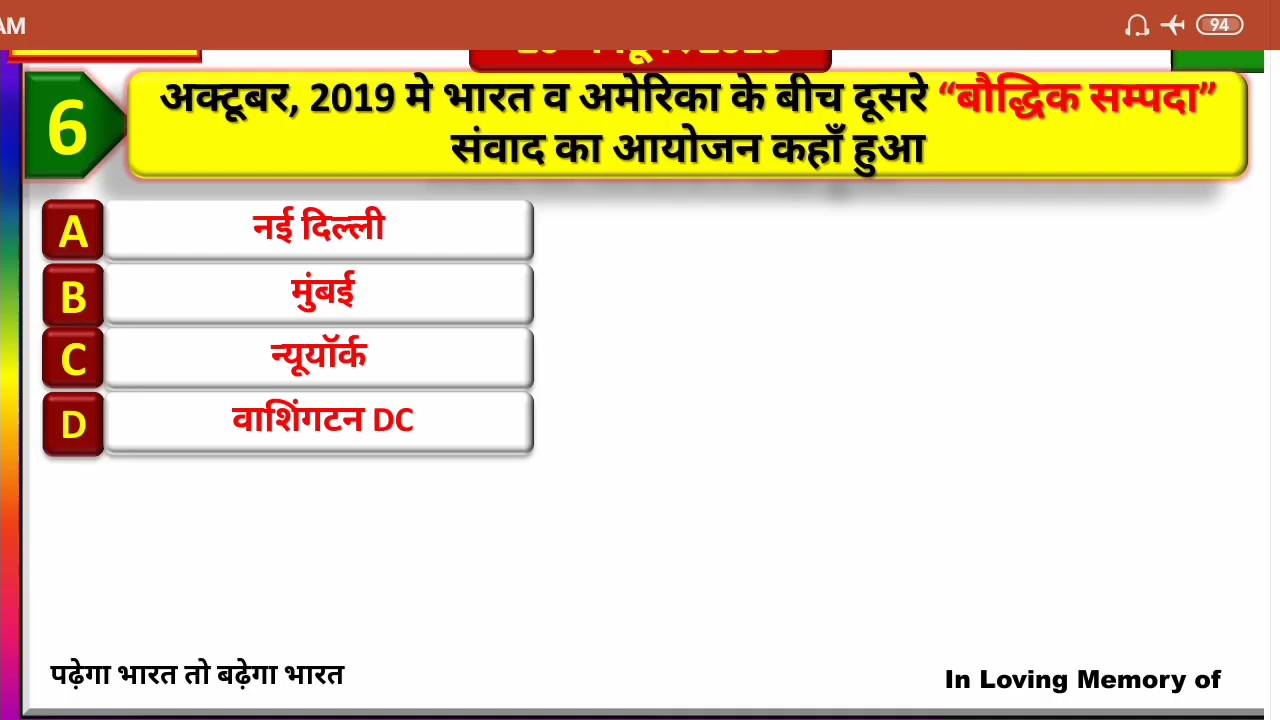 AM
94
6
अक्टूबर, 2019 मे भारत व अमेरिका के बीच दूसरे “बौद्धिक सम्पदा”
संवाद का आयोजन कहाँ हुआ
A नई दिल्ली
B मुंबई
C न्यूयॉर्क
D वाशिंगटन DC
पढ़ेगा भारत तो बढ़ेगा भारत
In Loving Memory of